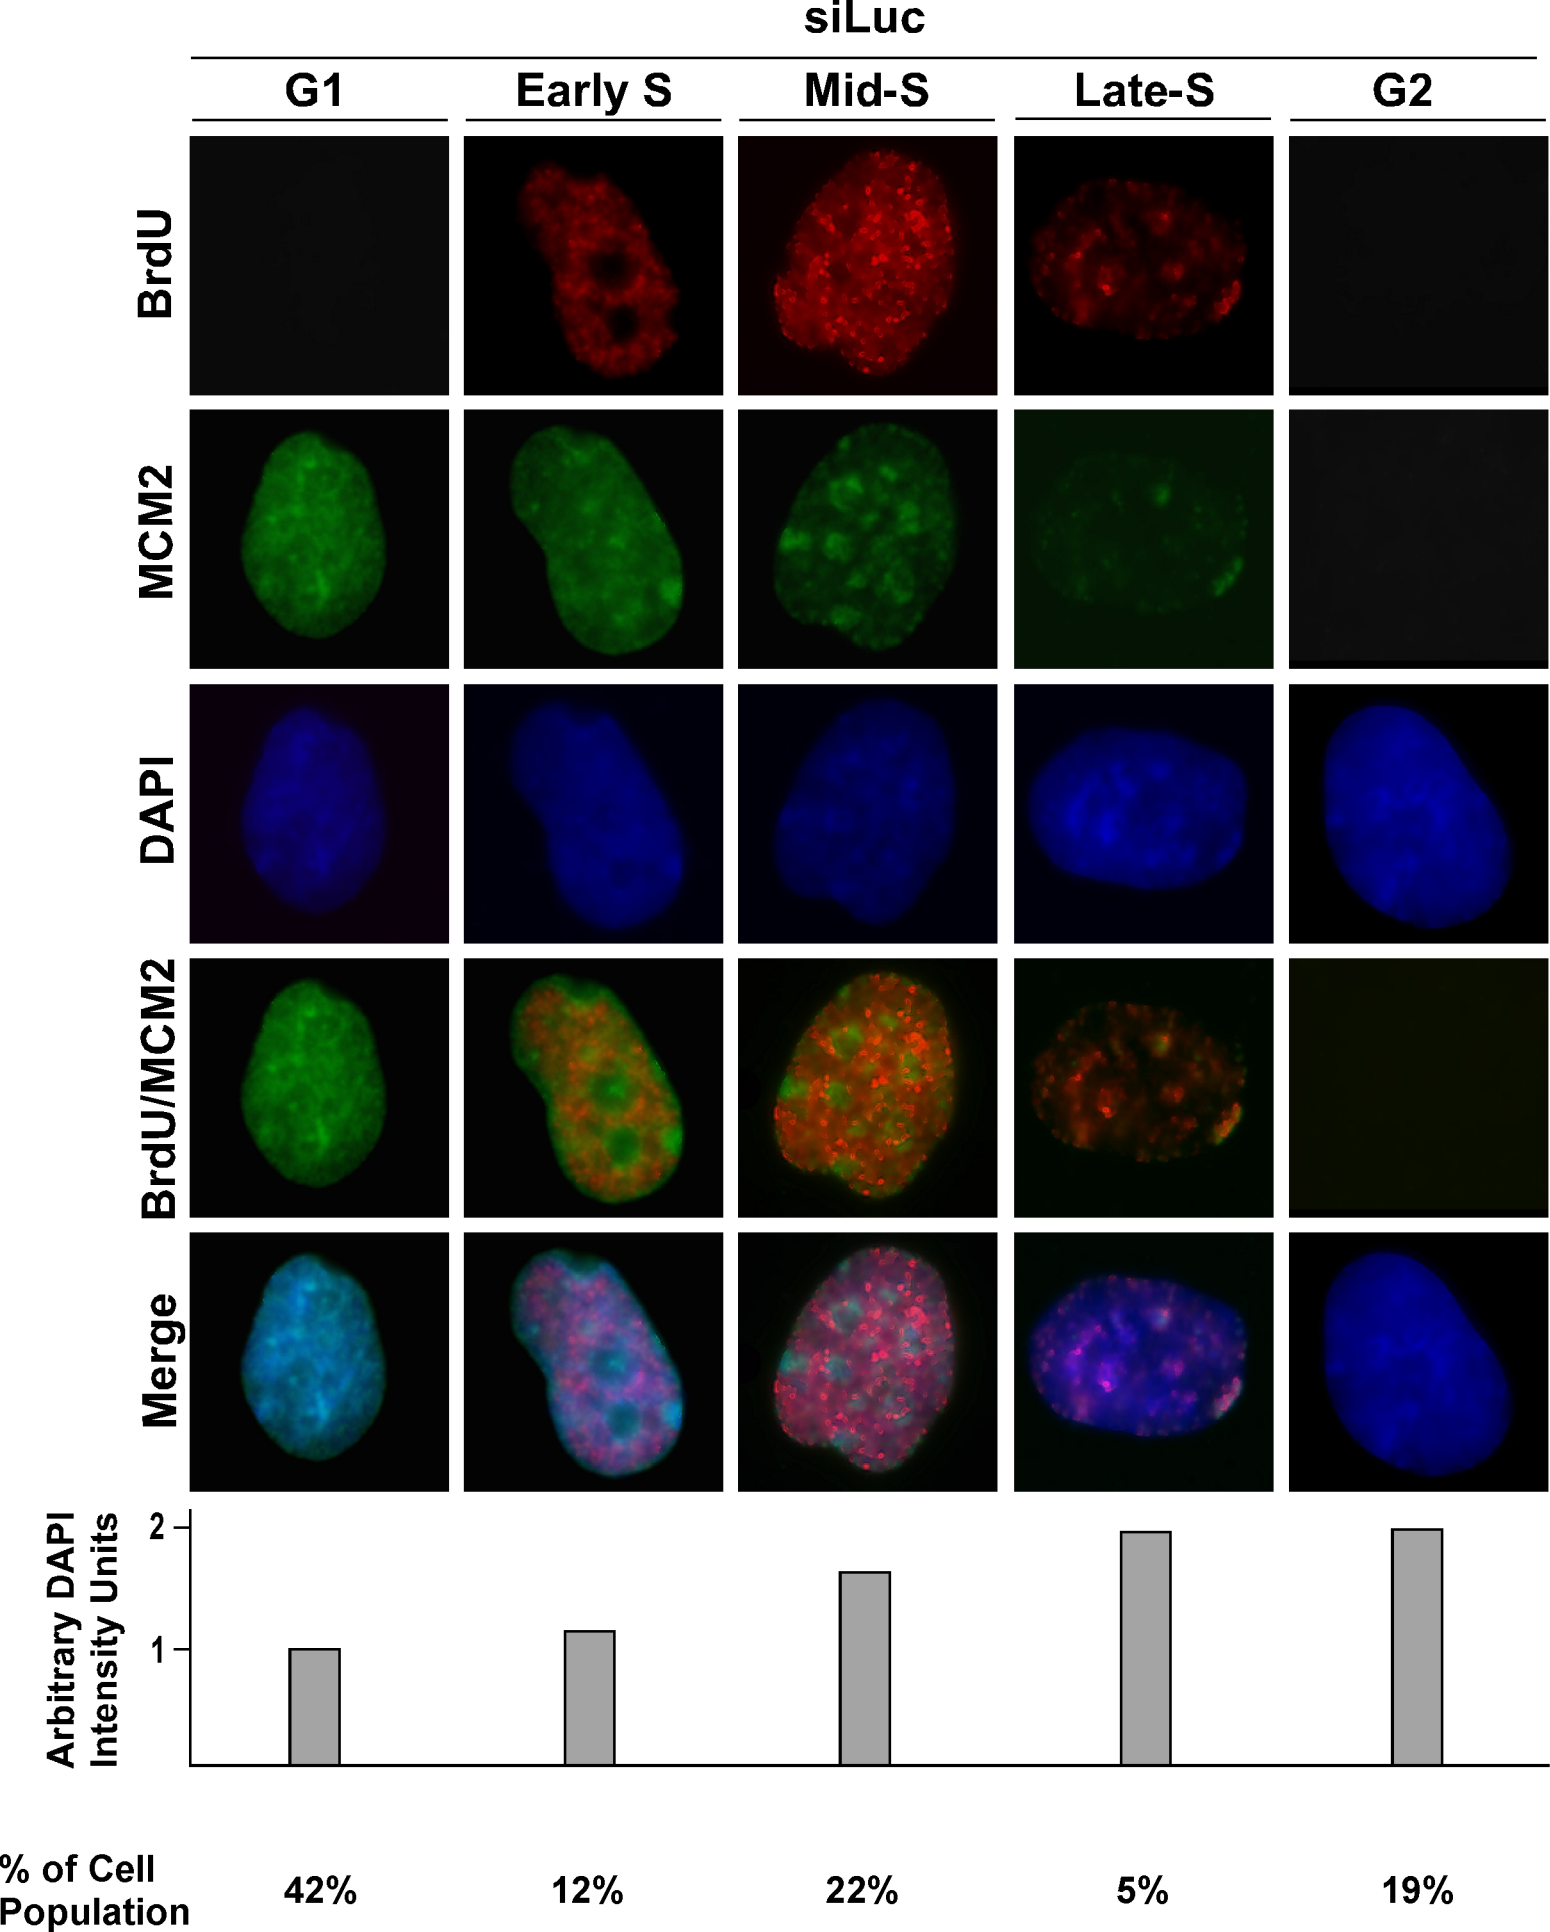 siLuc
G1 Early S Mid-S Late-S G2
BrdU
MCM2
DAPI
BrdU/MCM2
Merge
Arbitrary DAPI
Intensity Units
2
1
% of Cell
Population
42% 12% 22% 5% 19%